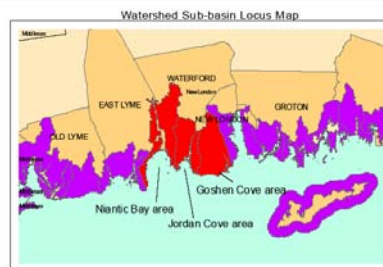 Watershed Sub-basin Locus Map
Middlesex
WATERFORD
New London
EAST LYME
NEW LONDON
GROTON
OLD LYME
Goshen Cove area
Niantic Bay area
Jordan Cove area